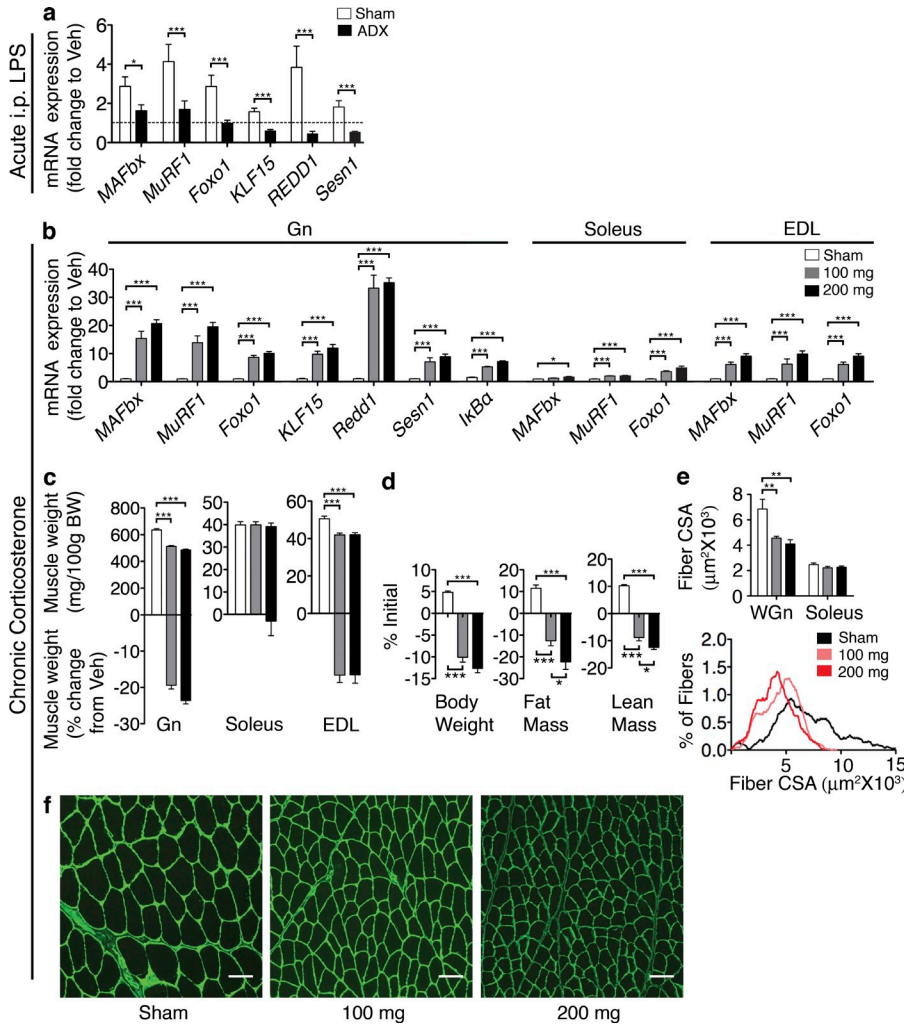 a
Sham
ADX
Acute i.p. LPS
mRNA expression
(fold change to Veh)
6
4
2
0
*
***
***
***
***
***
MAFbx
MuRF1
Foxo1
KLF15
REDD1
Sesn1
b
Gn
Soleus
EDL
Sham
100 mg
200 mg
mRNA expression
(fold change to Veh)
40
30
20
10
0
***
***
***
***
***
***
***
***
***
***
***
***
***
***
*
***
***
***
***
***
***
***
***
***
***
MAFbx
MuRF1
Foxo1
KLF15
Redd1
Sesn1
IκBα
MAFbx
MuRF1
Foxo1
MAFbx
MuRF1
Foxo1
Chronic Corticosterone
c
Muscle weight
(mg/100g BW)
Muscle weight
(% change
from Veh)
800
600
400
200
0
-10
-20
-30
***
***
Gn
50
40
30
20
10
0
Soleus
60
40
20
0
***
***
EDL
d
% Initial
10
5
0
-5
-10
-15
***
***
Body
Weight
20
10
0
-10
-20
-30
***
***
*
Fat
Mass
20
10
0
-10
-20
***
***
*
Lean
Mass
e
Fiber CSA
(μm²X10³)
8
6
4
2
0
**
**
WGn
Soleus
Sham
100 mg
200 mg
% of Fibers
2.0
1.5
1.0
0.5
0.0
5
10
15
Fiber CSA (μm²X10³)
f
Sham
100 mg
200 mg